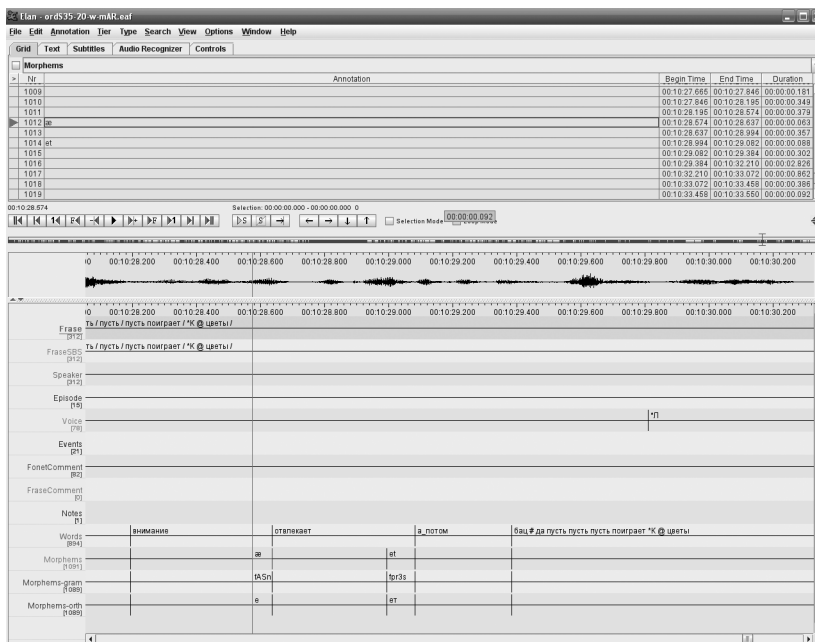 Elan - ord535-20-w-mAR.eaf
File Edit Annotation Tier Type Search View Options Window Help
Grid Text Subtitles Audio Recognizer Controls
Morphems
> Nr Annotation Begin Time End Time Duration
1009 00:10:27.665 00:10:27.846 00:00:00.181
1010 00:10:27.846 00:10:28.195 00:00:00.349
1011 00:10:28.195 00:10:28.574 00:00:00.379
1012 æ 00:10:28.574 00:10:28.637 00:00:00.063
1013 00:10:28.637 00:10:28.994 00:00:00.357
1014 et 00:10:28.994 00:10:29.082 00:00:00.088
1015 00:10:29.082 00:10:29.384 00:00:00.302
1016 00:10:29.384 00:10:32.210 00:00:02.826
1017 00:10:32.210 00:10:33.072 00:00:00.862
1018 00:10:33.072 00:10:33.458 00:00:00.386
1019 00:10:33.458 00:10:33.550 00:00:00.092
00:10:28.574 Selection: 00:00:00.000 - 00:00:00.000 0
Selection Mode 00:00:00.092
00:10:28.200 00:10:28.400 00:10:28.600 00:10:28.800 00:10:29.000 00:10:29.200 00:10:29.400 00:10:29.600 00:10:29.800 00:10:30.000 00:10:30.200
00:10:28.200 00:10:28.400 00:10:28.600 00:10:28.800 00:10:29.000 00:10:29.200 00:10:29.400 00:10:29.600 00:10:29.800 00:10:30.000 00:10:30.200
ть / пусть / пусть поиграет / *К @ цветы /
Frase
[312]
ть / пусть / пусть поиграет / *К @ цветы /
FraseSBS
[312]
Speaker
[312]
Episode
[15]
*П
Voice
[78]
Events
[21]
FonetComment
[82]
FraseComment
[0]
Notes
[1]
внимание отвлекает а_потом бац # да пусть пусть пусть поиграет *К @ цветы
Words
[894]
æ et
Morphems
[1091]
fASn fpr3s
Morphems-gram
[1089]
е ет
Morphems-orth
[1089]